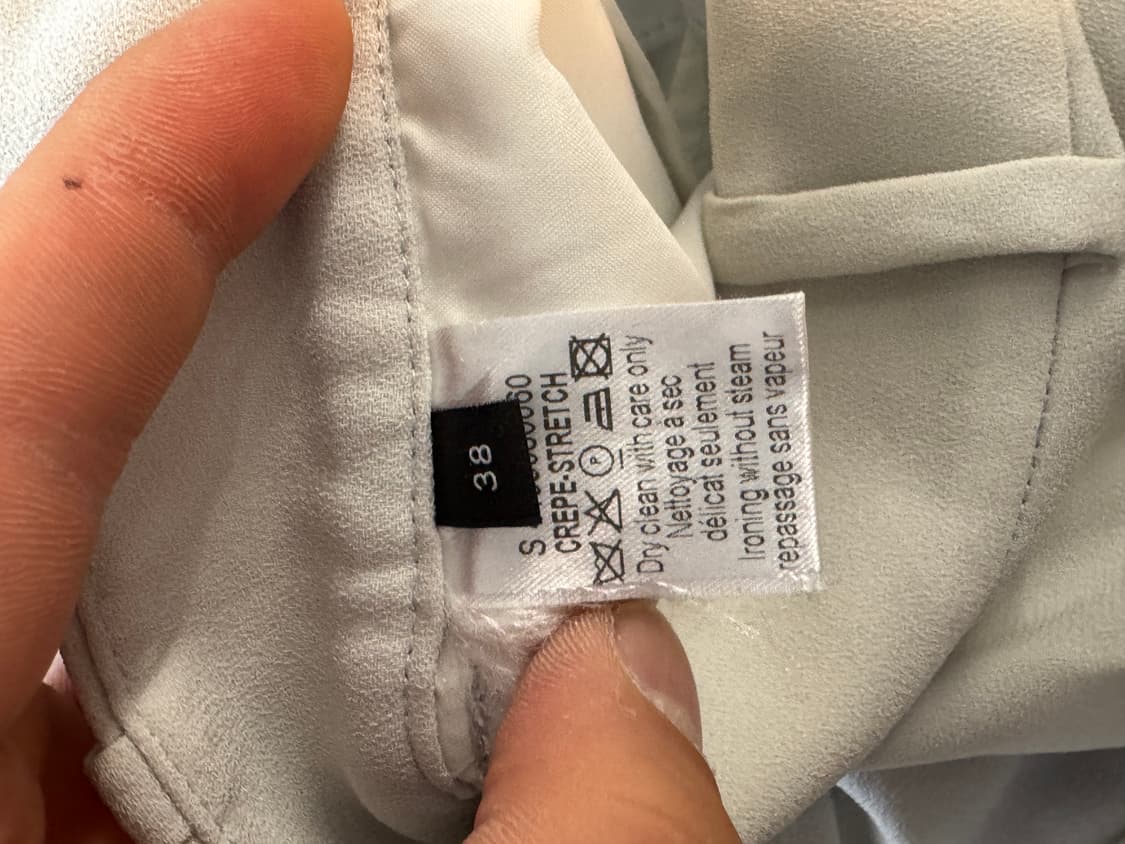 38
S
CREPE-STRETCH
P
Dry clean with care only
Nettoyage à sec
délicat seulement
Ironing without steam
repassage sans vapeur